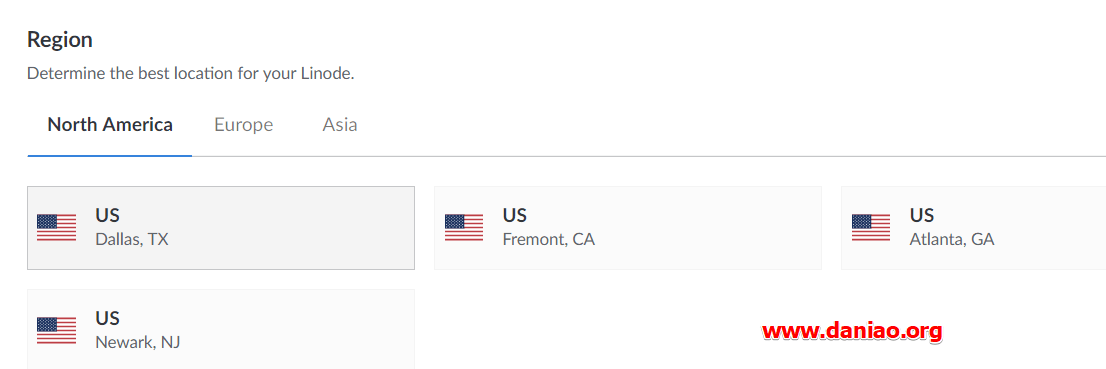 Region
Determine the best location for your Linode.
North America Europe Asia
US
Dallas, TX
US
Fremont, CA
US
Atlanta, GA
US
Newark, NJ
www.daniao.org